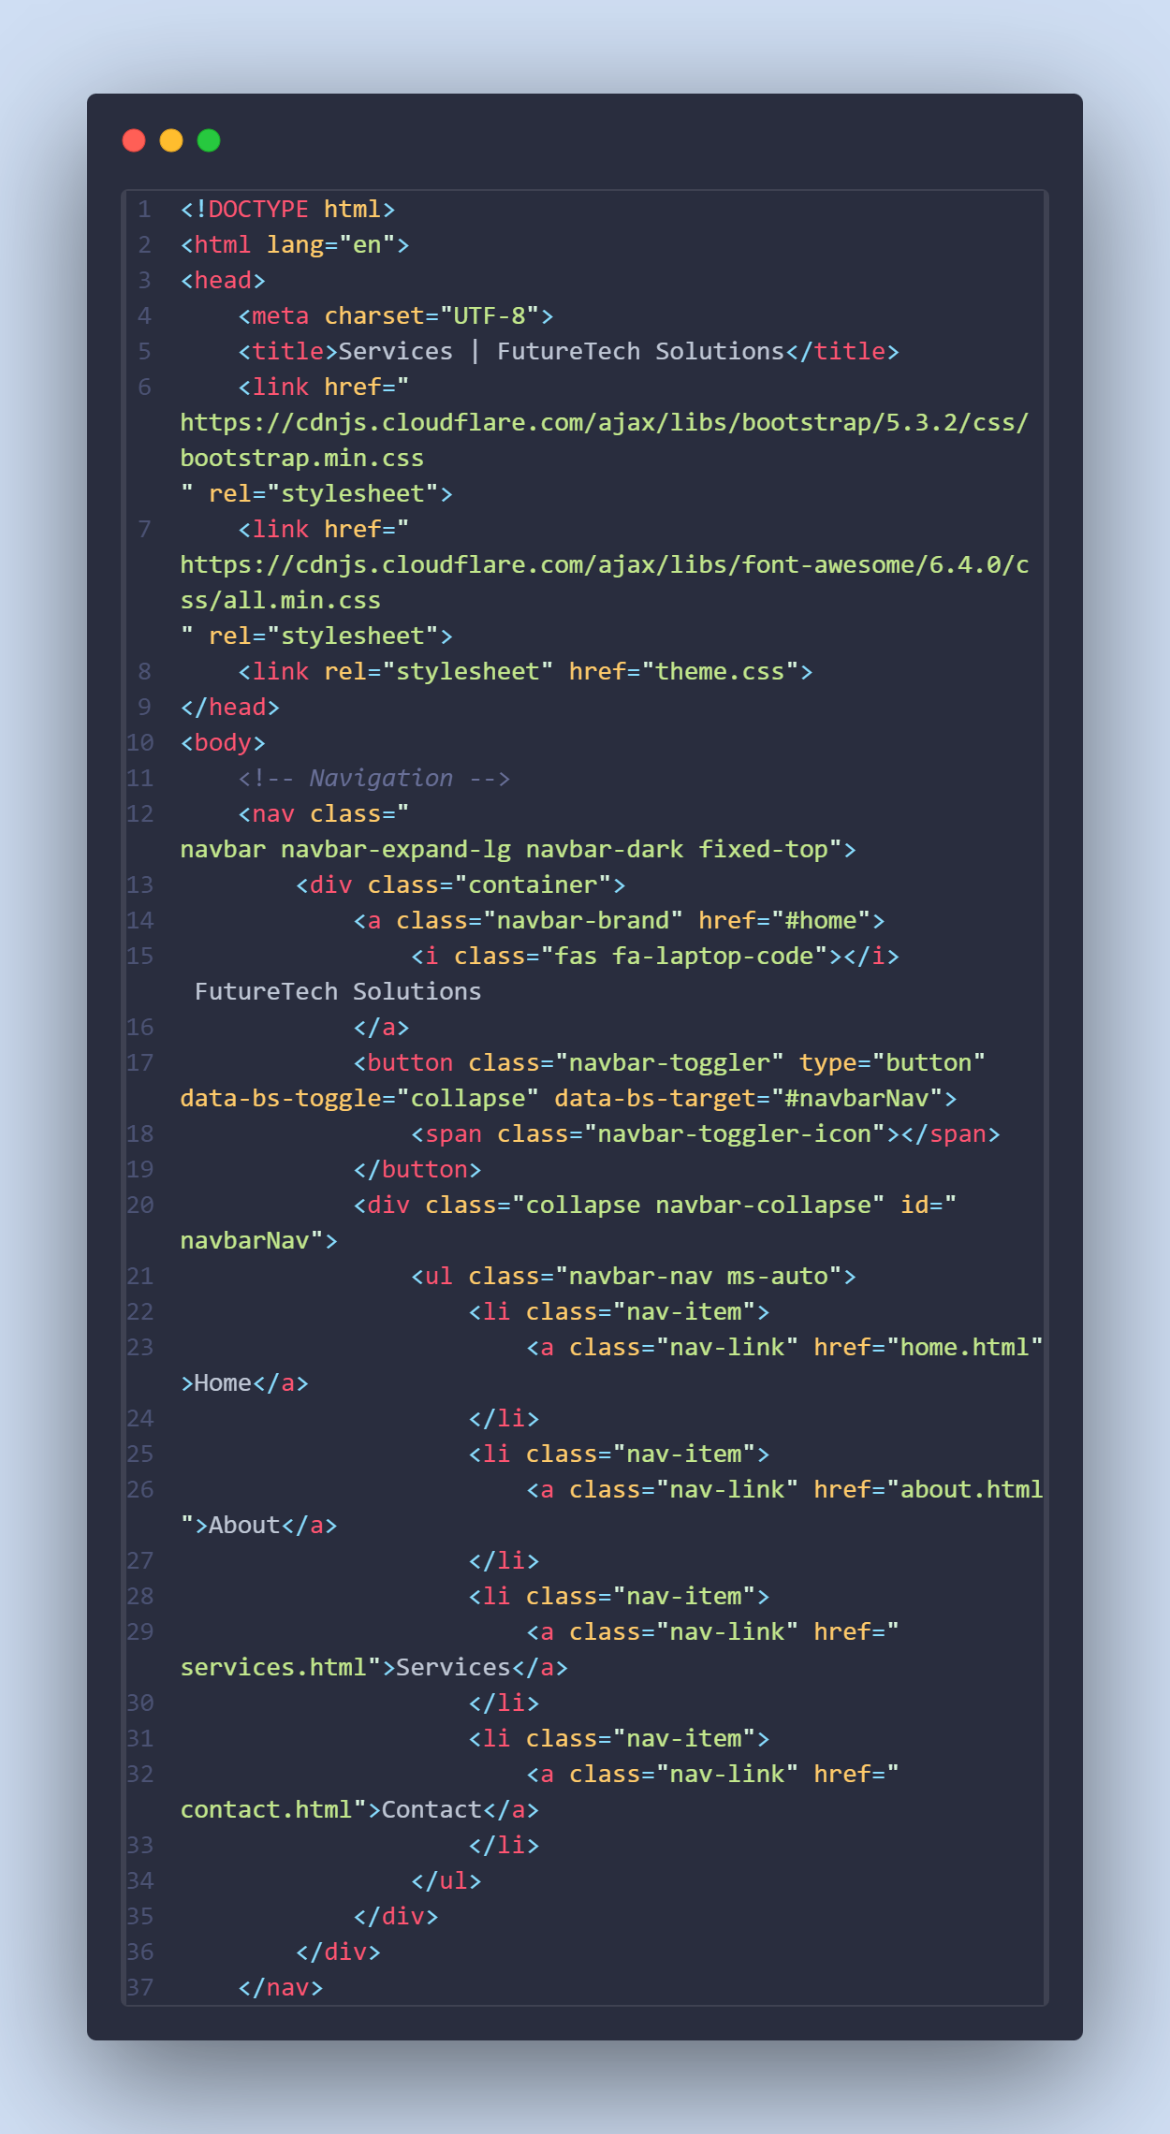 1 <!DOCTYPE html>
2 <html lang="en">
3 <head>
4     <meta charset="UTF-8">
5     <title>Services | FutureTech Solutions</title>
6     <link href="
https://cdnjs.cloudflare.com/ajax/libs/bootstrap/5.3.2/css/
bootstrap.min.css
" rel="stylesheet">
7     <link href="
https://cdnjs.cloudflare.com/ajax/libs/font-awesome/6.4.0/c
ss/all.min.css
" rel="stylesheet">
8     <link rel="stylesheet" href="theme.css">
9 </head>
10 <body>
11     <!-- Navigation -->
12     <nav class="
navbar navbar-expand-lg navbar-dark fixed-top">
13         <div class="container">
14             <a class="navbar-brand" href="#home">
15                 <i class="fas fa-laptop-code"></i>
 FutureTech Solutions
16             </a>
17             <button class="navbar-toggler" type="button"
data-bs-toggle="collapse" data-bs-target="#navbarNav">
18                 <span class="navbar-toggler-icon"></span>
19             </button>
20             <div class="collapse navbar-collapse" id="
navbarNav">
21                 <ul class="navbar-nav ms-auto">
22                     <li class="nav-item">
23                         <a class="nav-link" href="home.html"
>Home</a>
24                     </li>
25                     <li class="nav-item">
26                         <a class="nav-link" href="about.html
">About</a>
27                     </li>
28                     <li class="nav-item">
29                         <a class="nav-link" href="
services.html">Services</a>
30                     </li>
31                     <li class="nav-item">
32                         <a class="nav-link" href="
contact.html">Contact</a>
33                     </li>
34                 </ul>
35             </div>
36         </div>
37     </nav>